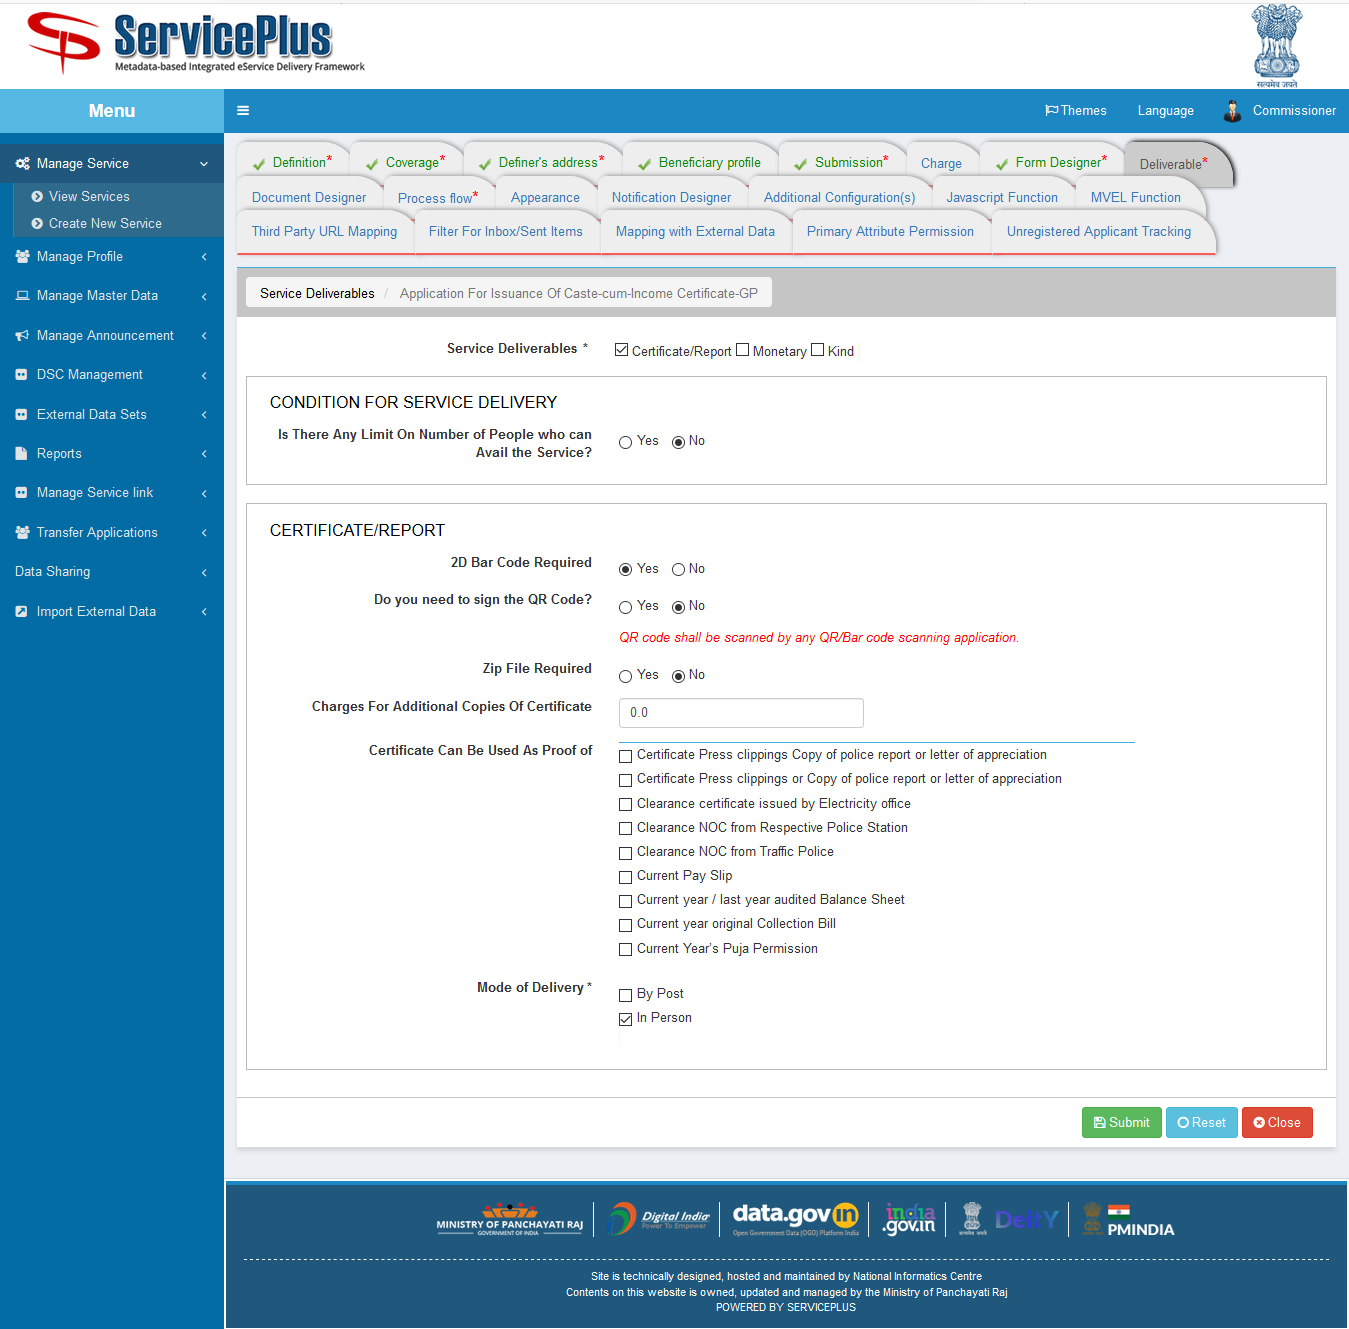 ServicePlus
Metadata-based Integrated eService Delivery Framework
सत्यमेव जयते
Menu
Themes Language Commissioner
Manage Service
View Services
Create New Service
Manage Profile
Manage Master Data
Manage Announcement
DSC Management
External Data Sets
Reports
Manage Service link
Transfer Applications
Data Sharing
Import External Data
Definition* Coverage* Definer's address* Beneficiary profile Submission* Charge Form Designer* Deliverable*
Document Designer Process flow* Appearance Notification Designer Additional Configuration(s) Javascript Function MVEL Function
Third Party URL Mapping Filter For Inbox/Sent Items Mapping with External Data Primary Attribute Permission Unregistered Applicant Tracking
Service Deliverables / Application For Issuance Of Caste-cum-Income Certificate-GP
Service Deliverables * Certificate/Report Monetary Kind
CONDITION FOR SERVICE DELIVERY
Is There Any Limit On Number of People who can
Avail the Service? Yes No
CERTIFICATE/REPORT
2D Bar Code Required Yes No
Do you need to sign the QR Code? Yes No
QR code shall be scanned by any QR/Bar code scanning application.
Zip File Required Yes No
Charges For Additional Copies Of Certificate 0.0
Certificate Can Be Used As Proof of
Certificate Press clippings Copy of police report or letter of appreciation
Certificate Press clippings or Copy of police report or letter of appreciation
Clearance certificate issued by Electricity office
Clearance NOC from Respective Police Station
Clearance NOC from Traffic Police
Current Pay Slip
Current year / last year audited Balance Sheet
Current year original Collection Bill
Current Year's Puja Permission
Mode of Delivery * By Post
In Person
Submit Reset Close
MINISTRY OF PANCHAYATI RAJ
GOVERNMENT OF INDIA
Digital India
Power To Empower
data.gov in
Open Government Data (OGD) Platform India
india
.gov.in
DeitY
PMINDIA
Site is technically designed, hosted and maintained by National Informatics Centre
Contents on this website is owned, updated and managed by the Ministry of Panchayati Raj
POWERED BY SERVICEPLUS